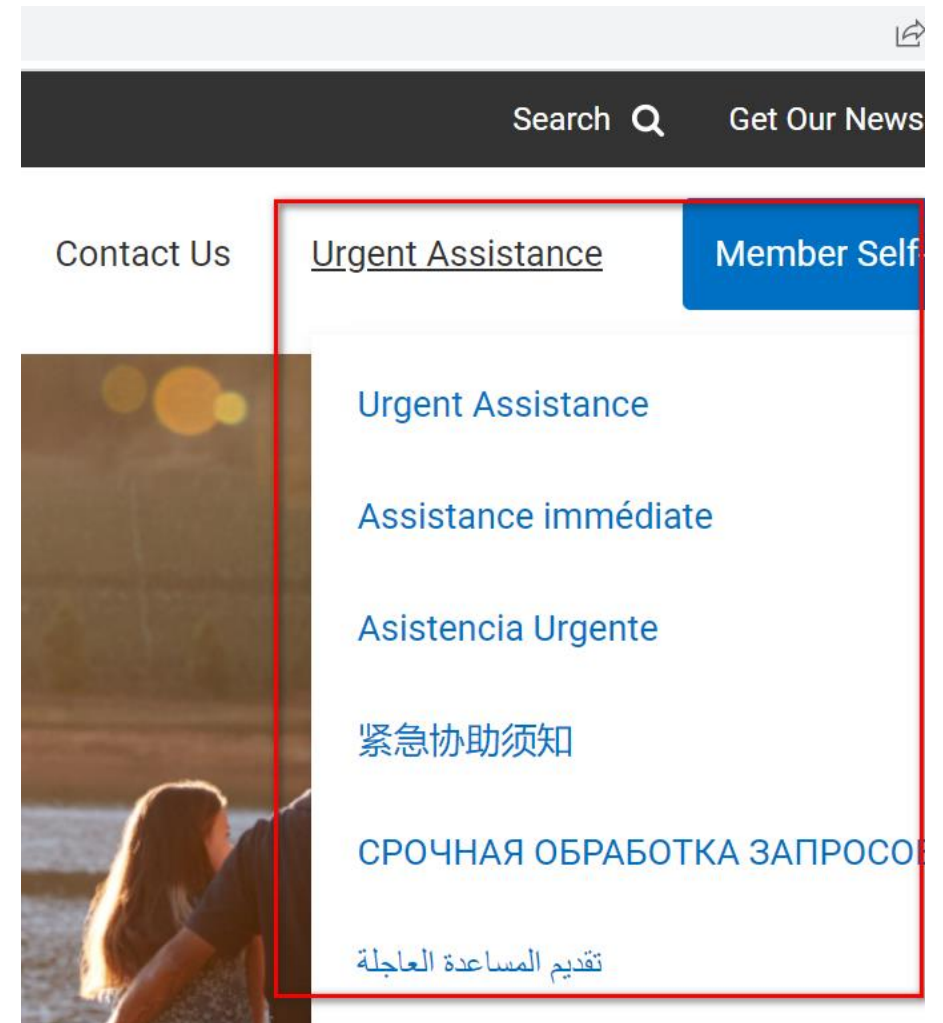 Search
Get Our News
Contact Us
Urgent Assistance
Member Self-
Urgent Assistance
Assistance immédiate
Asistencia Urgente
紧急协助须知
СРОЧНАЯ ОБРАБОТКА ЗАПРОСОВ
تقديم المساعدة العاجلة